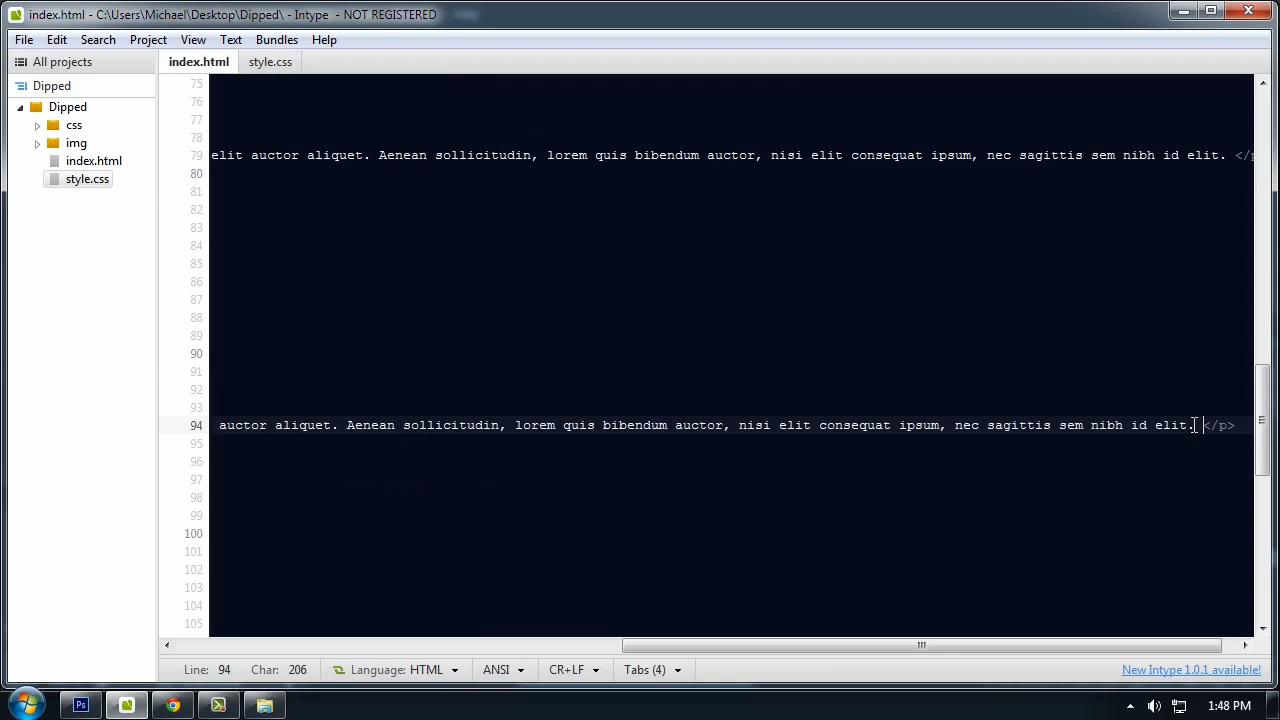 index.html - C:\Users\Michael\Desktop\Dipped\ - Intype - NOT REGISTERED
File Edit Search Project View Text Bundles Help
All projects index.html style.css
Dipped
Dipped
css
img
index.html
style.css
75
76
77
78
79 elit auctor aliquet. Aenean sollicitudin, lorem quis bibendum auctor, nisi elit consequat ipsum, nec sagittis sem nibh id elit. </p
80
81
82
83
84
85
86
87
88
89
90
91
92
93
94 auctor aliquet. Aenean sollicitudin, lorem quis bibendum auctor, nisi elit consequat ipsum, nec sagittis sem nibh id elit. </p>
95
96
97
98
99
100
101
102
103
104
105
Line: 94 Char: 206 Language: HTML ANSI CR+LF Tabs (4) New Intype 1.0.1 available!
Ps 1:48 PM